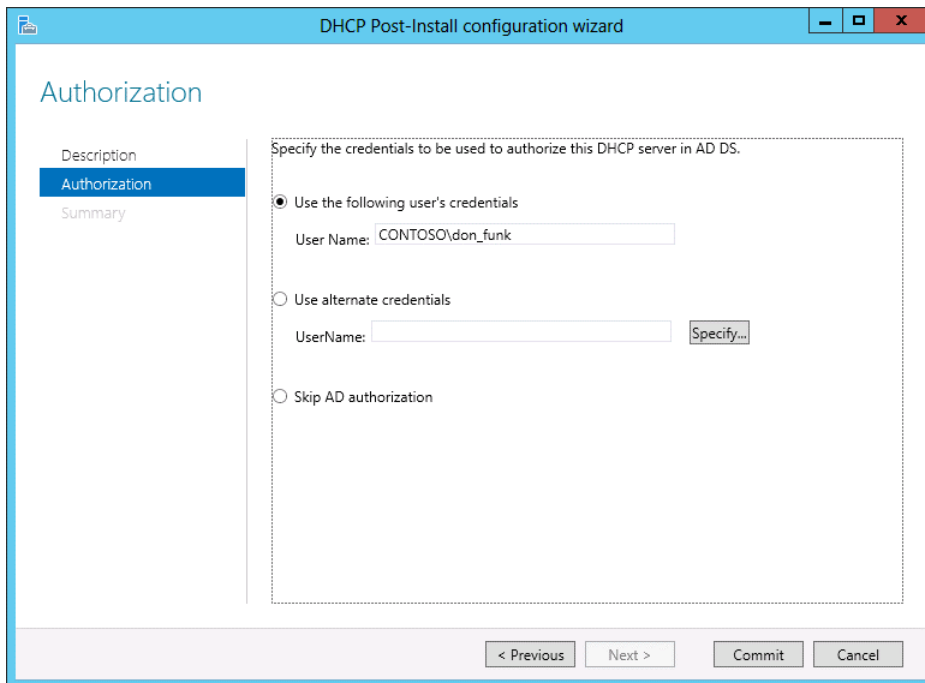 DHCP Post-Install configuration wizard
x
Authorization
Description
Authorization
Summary
Specify the credentials to be used to authorize this DHCP server in AD DS.
Use the following user's credentials
User Name: CONTOSO\don_funk
Use alternate credentials
UserName: Specify...
Skip AD authorization
< Previous Next > Commit Cancel